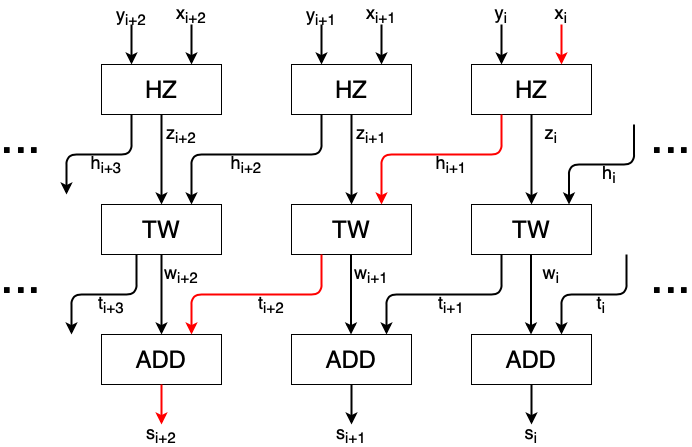 y_{i+2} x_{i+2} y_{i+1} x_{i+1} y_i x_i
HZ HZ HZ
z_{i+2} z_{i+1} z_i
... h_{i+3} h_{i+2} h_{i+1} h_i ...
TW TW TW
w_{i+2} w_{i+1} w_i
... t_{i+3} t_{i+2} t_{i+1} t_i ...
ADD ADD ADD
s_{i+2} s_{i+1} s_i